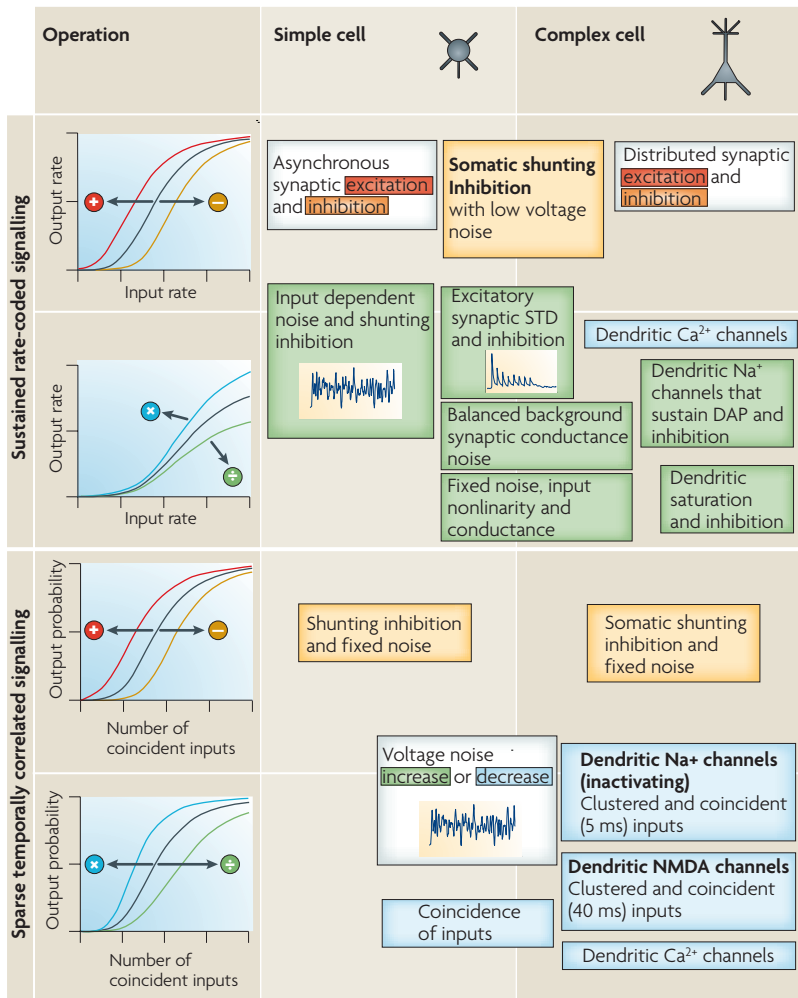 Operation
Simple cell
Complex cell
Sustained rate-coded signalling
Output rate
+
−
Input rate
Asynchronous
synaptic excitation
and inhibition
Somatic shunting
Inhibition
with low voltage
noise
Distributed synaptic
excitation and
inhibition
Output rate
×
÷
Input rate
Input dependent
noise and shunting
inhibition
Excitatory
synaptic STD
and inhibition
Balanced background
synaptic conductance
noise
Fixed noise, input
nonlinarity and
conductance
Dendritic Ca²⁺ channels
Dendritic Na⁺
channels that
sustain DAP and
inhibition
Dendritic
saturation
and inhibition
Sparse temporally correlated signalling
Output probability
+
−
Number of
coincident inputs
Shunting inhibition
and fixed noise
Somatic shunting
inhibition and
fixed noise
Output probability
×
÷
Number of
coincident inputs
Voltage noise
increase or decrease
Coincidence
of inputs
Dendritic Na+ channels
(inactivating)
Clustered and coincident
(5 ms) inputs
Dendritic NMDA channels
Clustered and coincident
(40 ms) inputs
Dendritic Ca²⁺ channels